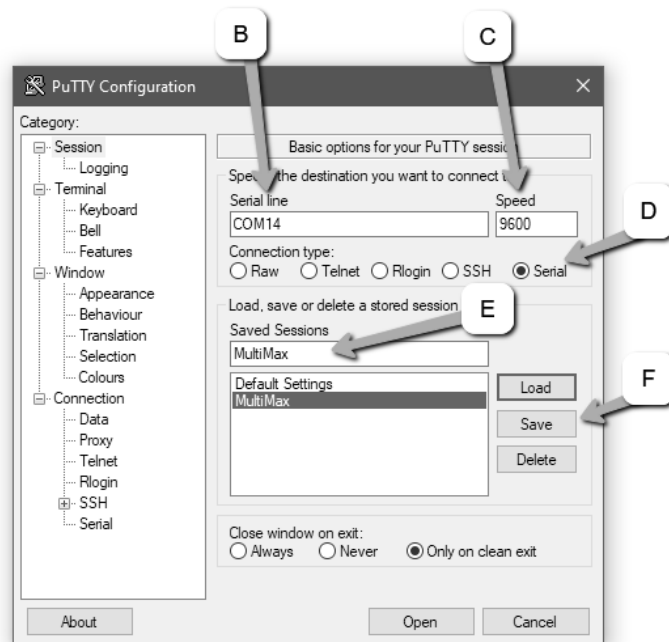 B
C
PuTTY Configuration
Category:
Session
Logging
Terminal
Keyboard
Bell
Features
Window
Appearance
Behaviour
Translation
Selection
Colours
Connection
Data
Proxy
Telnet
Rlogin
SSH
Serial
Basic options for your PuTTY session
the destination you want to connect
Serial line
Speed
COM14
9600
D
Connection type:
Raw Telnet Rlogin SSH Serial
Load, save or delete a stored session
E
Saved Sessions
MultiMax
Default Settings
MultiMax
Load
F
Save
Delete
Close window on exit:
Always Never Only on clean exit
About
Open
Cancel